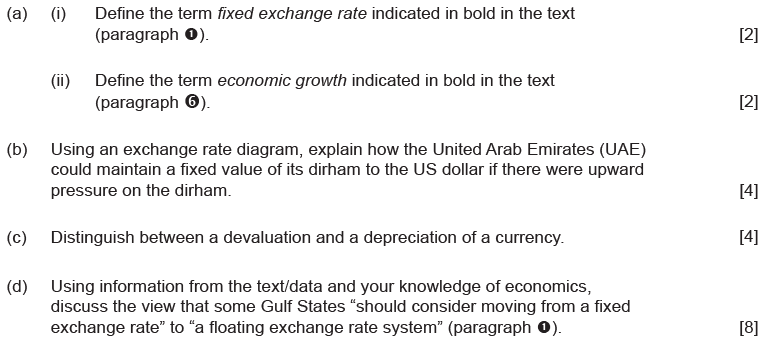 (a) (i) Define the term fixed exchange rate indicated in bold in the text
(paragraph ❶). [2]
(ii) Define the term economic growth indicated in bold in the text
(paragraph ❻). [2]
(b) Using an exchange rate diagram, explain how the United Arab Emirates (UAE)
could maintain a fixed value of its dirham to the US dollar if there were upward
pressure on the dirham. [4]
(c) Distinguish between a devaluation and a depreciation of a currency. [4]
(d) Using information from the text/data and your knowledge of economics,
discuss the view that some Gulf States “should consider moving from a fixed
exchange rate” to “a floating exchange rate system” (paragraph ❶). [8]